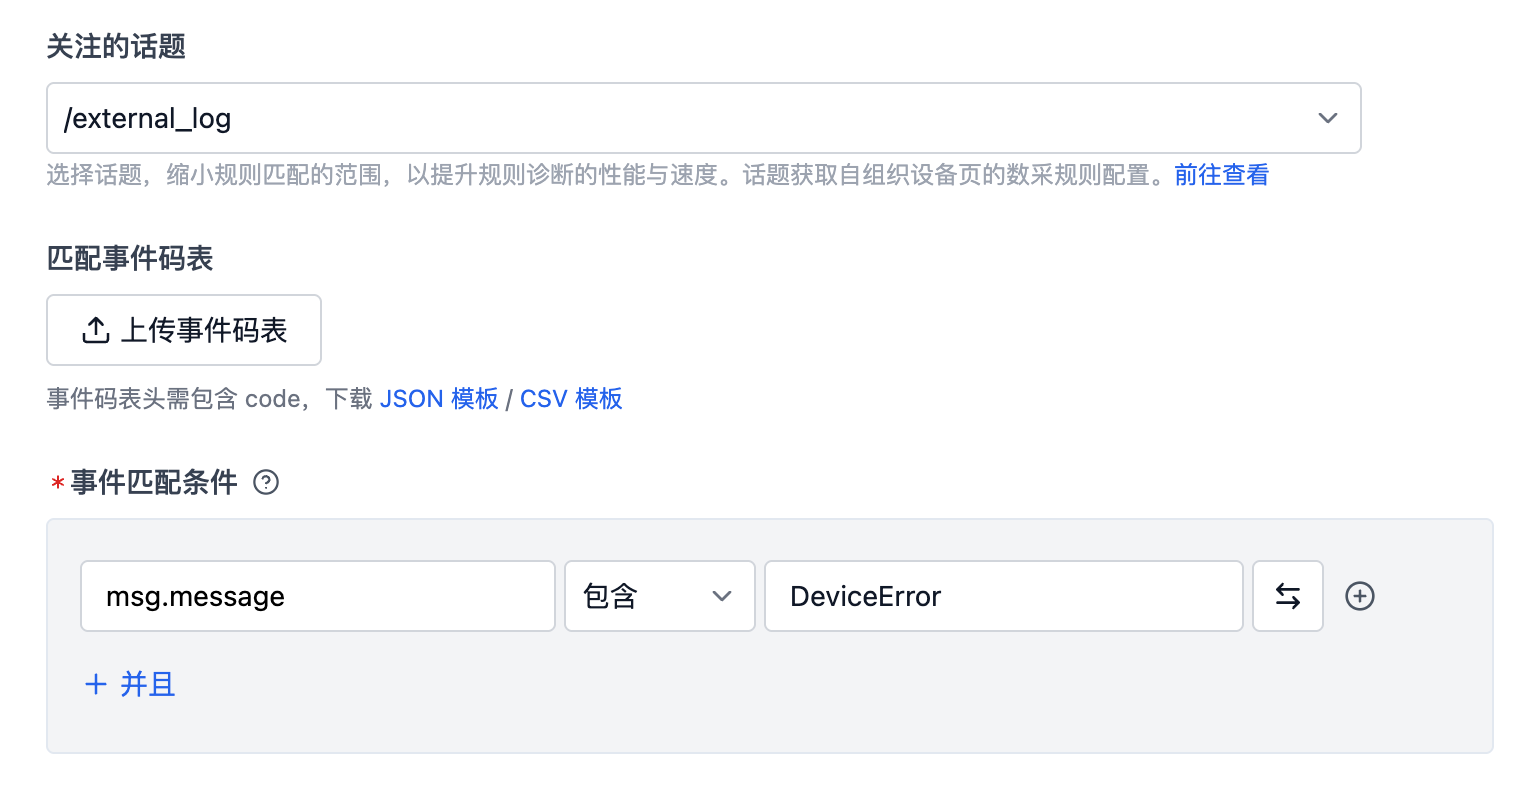 关注的话题
/external_log
选择话题，缩小规则匹配的范围，以提升规则诊断的性能与速度。话题获取自组织设备页的数采规则配置。前往查看
匹配事件码表
上传事件码表
事件码表头需包含 code，下载 JSON 模板 / CSV 模板
* 事件匹配条件 ?
msg.message 包含 DeviceError
+ 并且